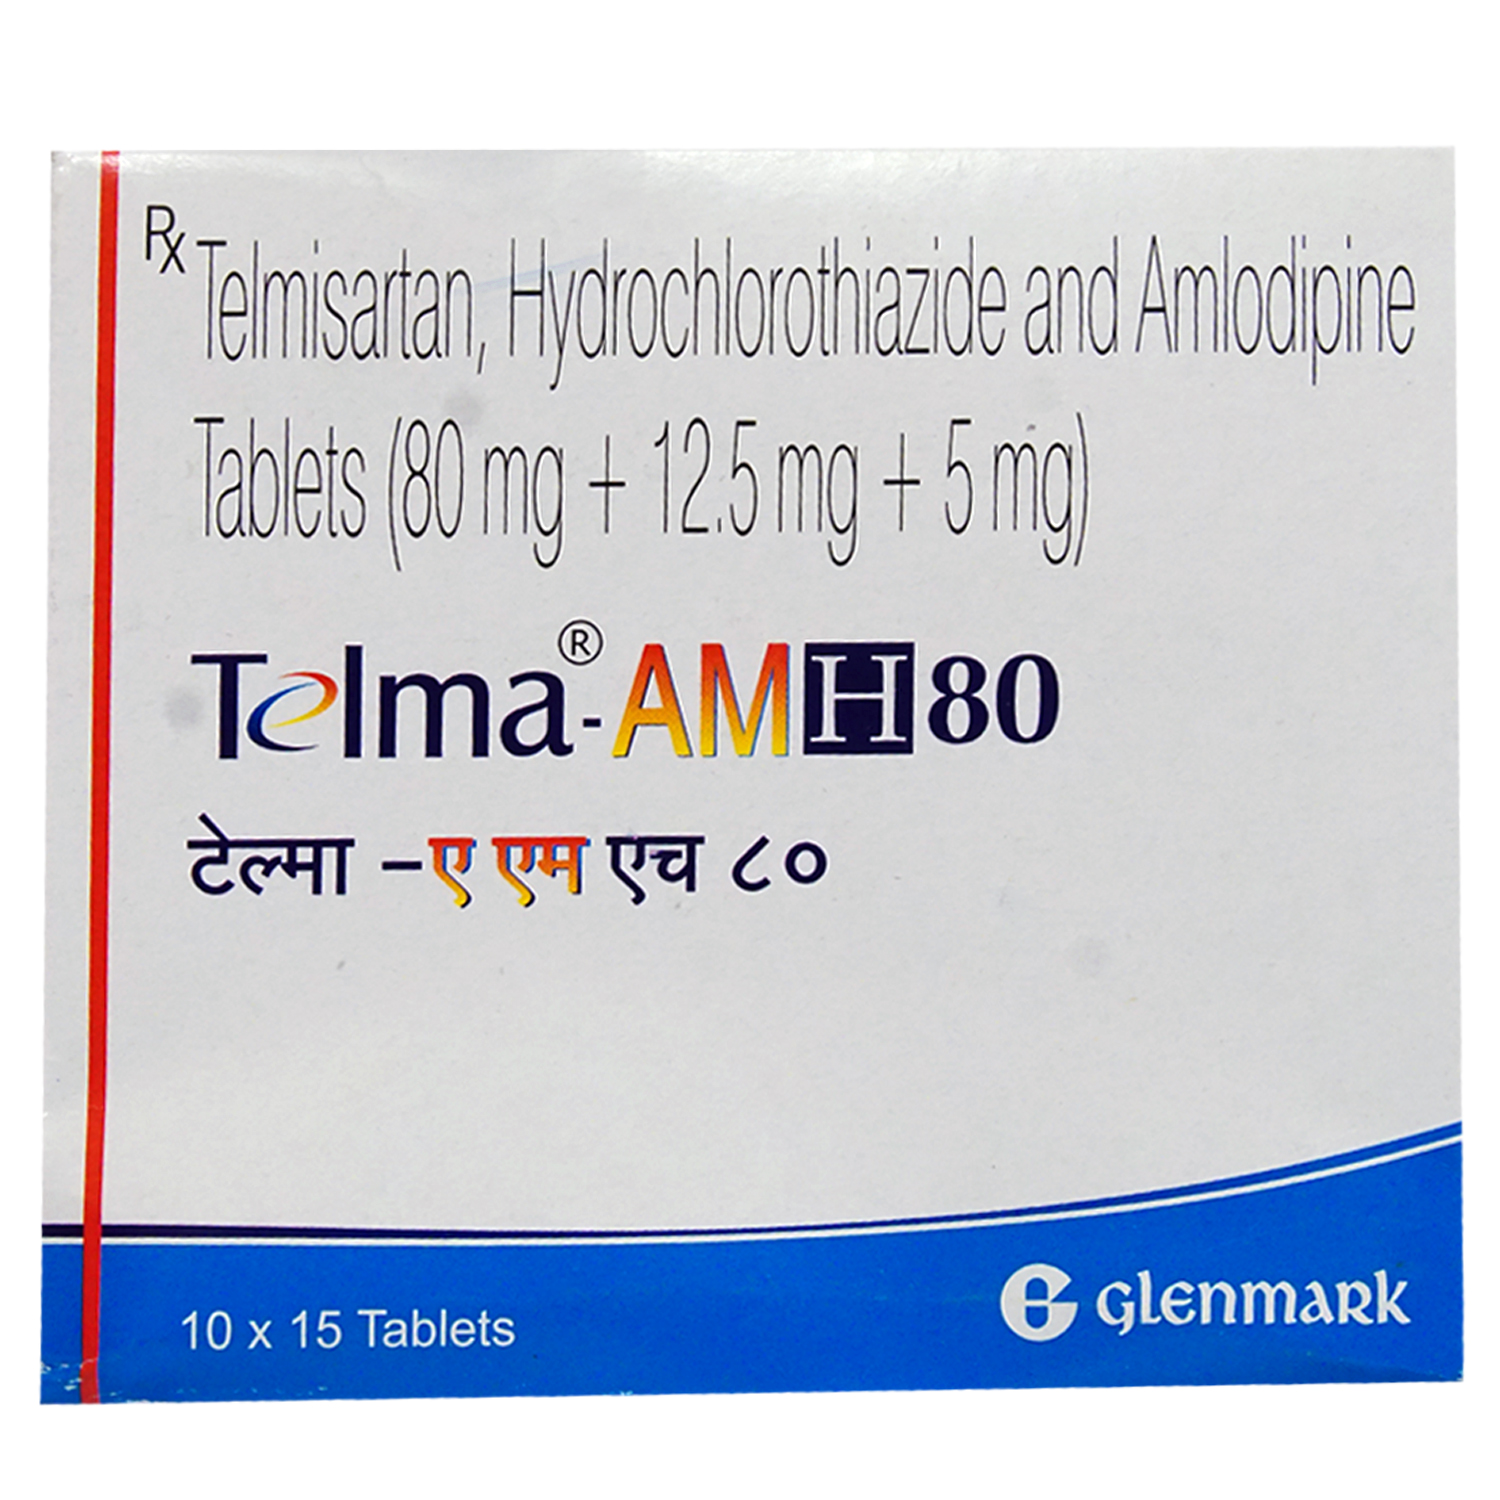 Rx Telmisartan, Hydrochlorothiazide and Amlodipine
Tablets (80 mg + 12.5 mg + 5 mg)
Telma®-AMH 80
टेल्मा -ए एम एच ८०
10 x 15 Tablets
GLENMARK